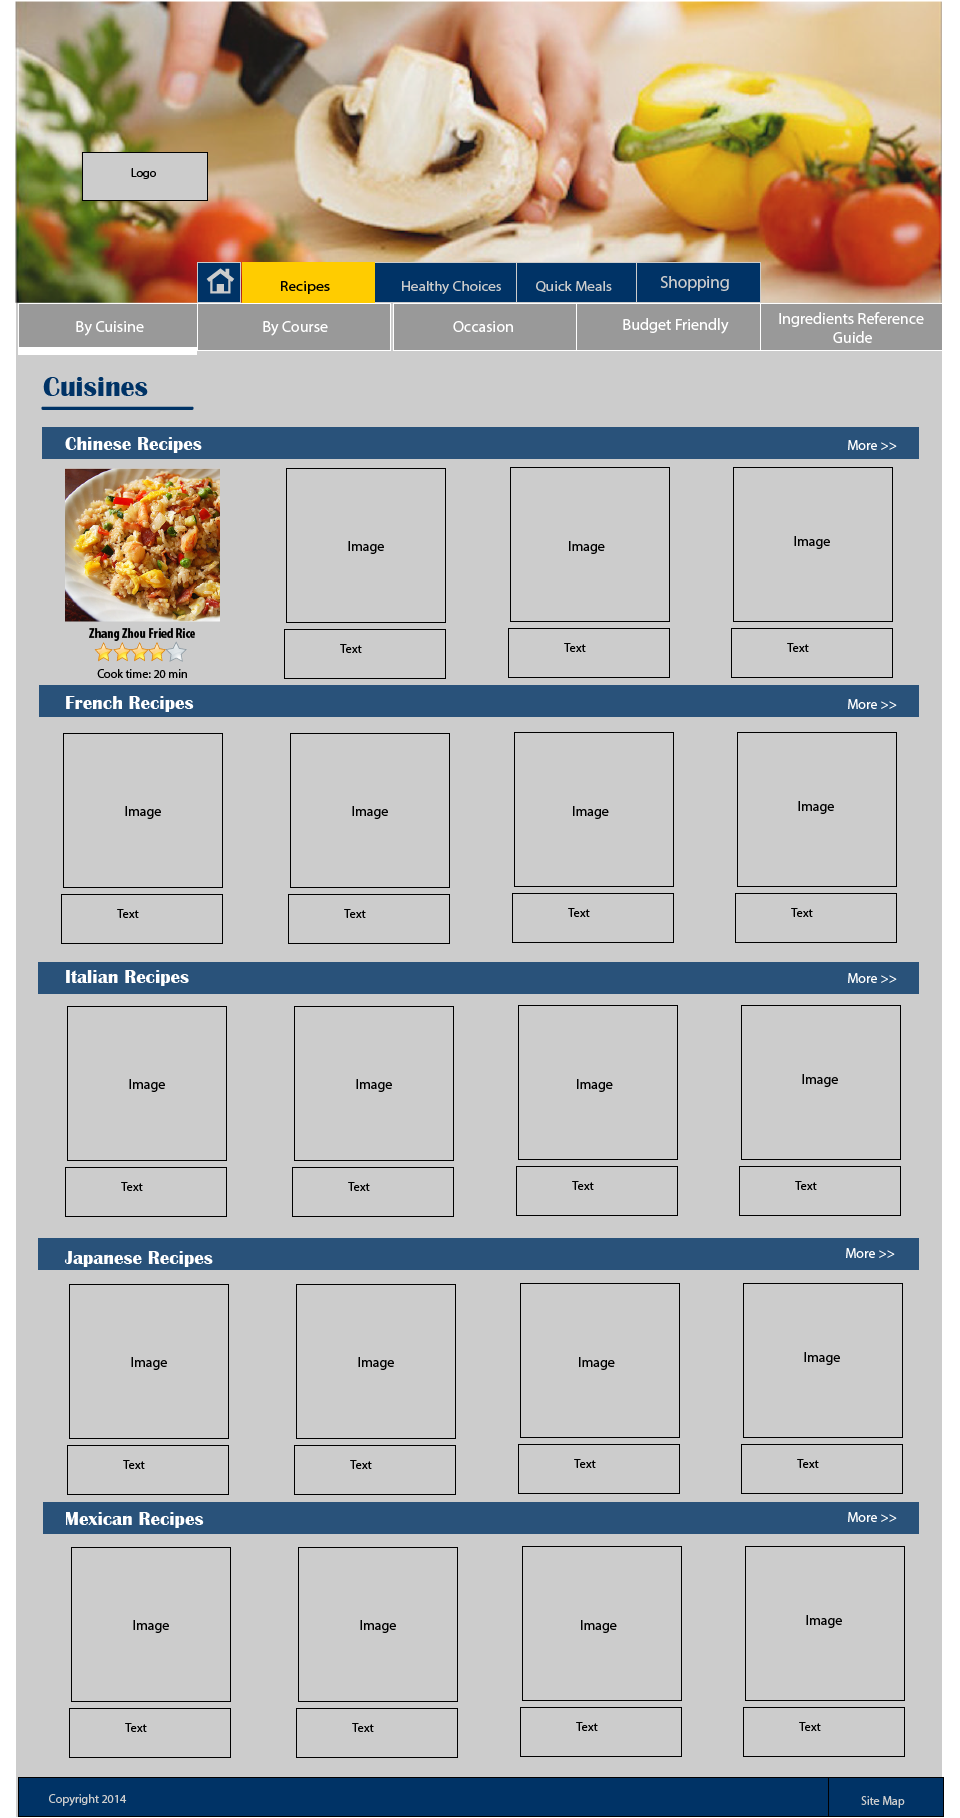 Logo
Recipes
Healthy Choices
Quick Meals
Shopping
By Cuisine
By Course
Occasion
Budget Friendly
Ingredients Reference
Guide
Cuisines
Chinese Recipes
More >>
Image
Image
Image
Zhang Zhou Fried Rice
Cook time: 20 min
Text
Text
Text
French Recipes
More >>
Image
Image
Image
Image
Text
Text
Text
Text
Italian Recipes
More >>
Image
Image
Image
Image
Text
Text
Text
Text
Japanese Recipes
More >>
Image
Image
Image
Image
Text
Text
Text
Text
Mexican Recipes
More >>
Image
Image
Image
Image
Text
Text
Text
Text
Copyright 2014
Site Map